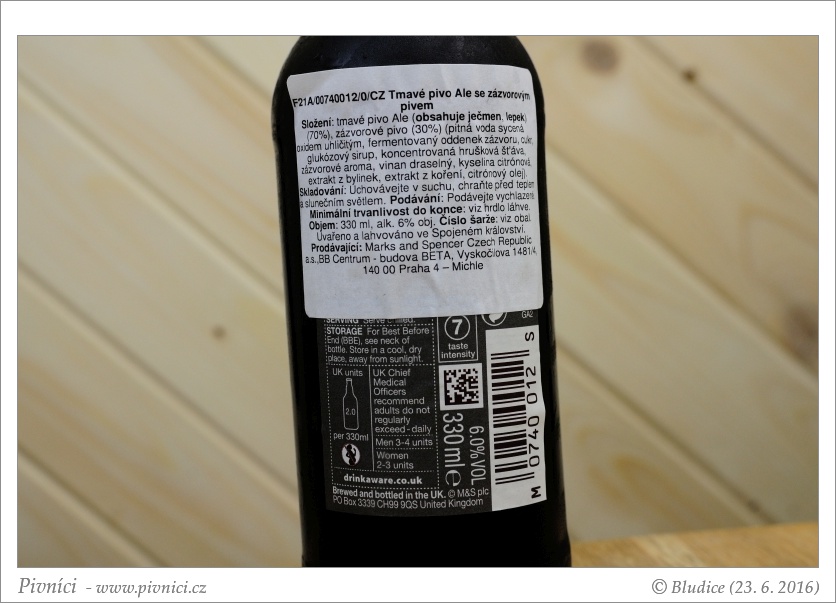 F21A/00740012/0/CZ Tmavé pivo Ale se zázvorovým
pivem
Složení: tmavé pivo Ale (obsahuje ječmen, lepek)
(70%), zázvorové pivo (30%) (pitná voda sycená
oxidem uhličitým, fermentovaný oddenek zázvoru, cukr,
glukózový sirup, koncentrovaná hrušková šťáva,
zázvorové aroma, vinan draselný, kyselina citrónová,
extrakt z bylinek, extrakt z koření, citrónový olej).
Skladování: Uchovávejte v suchu, chraňte před teplem
a slunečním světlem. Podávání: Podávejte vychlazené.
Minimální trvanlivost do konce: viz hrdlo láhve.
Objem: 330 ml, alk. 6% obj. Číslo šarže: viz obal.
Uvařeno a lahvováno ve Spojeném království.
Prodávající: Marks and Spencer Czech Republic
a.s.,BB Centrum - budova BETA, Vyskočilova 1481/4,
140 00 Praha 4 – Michle
SERVING Serve chilled.
STORAGE For Best Before
End (BBE), see neck of
bottle. Store in a cool, dry
place, away from sunlight.
7
taste
intensity
GA2
UK units
2.0
per 330ml
UK Chief
Medical
Officers
recommend
adults do not
regularly
exceed - daily
Men 3-4 units
Women
2-3 units
drinkaware.co.uk
330ml e
6.0%VOL
M 0740 012 S
Brewed and bottled in the UK. © M&S plc
PO Box 3339 CH99 9QS United Kingdom
Pivníci - www.pivnici.cz
© Bludice (23. 6. 2016)